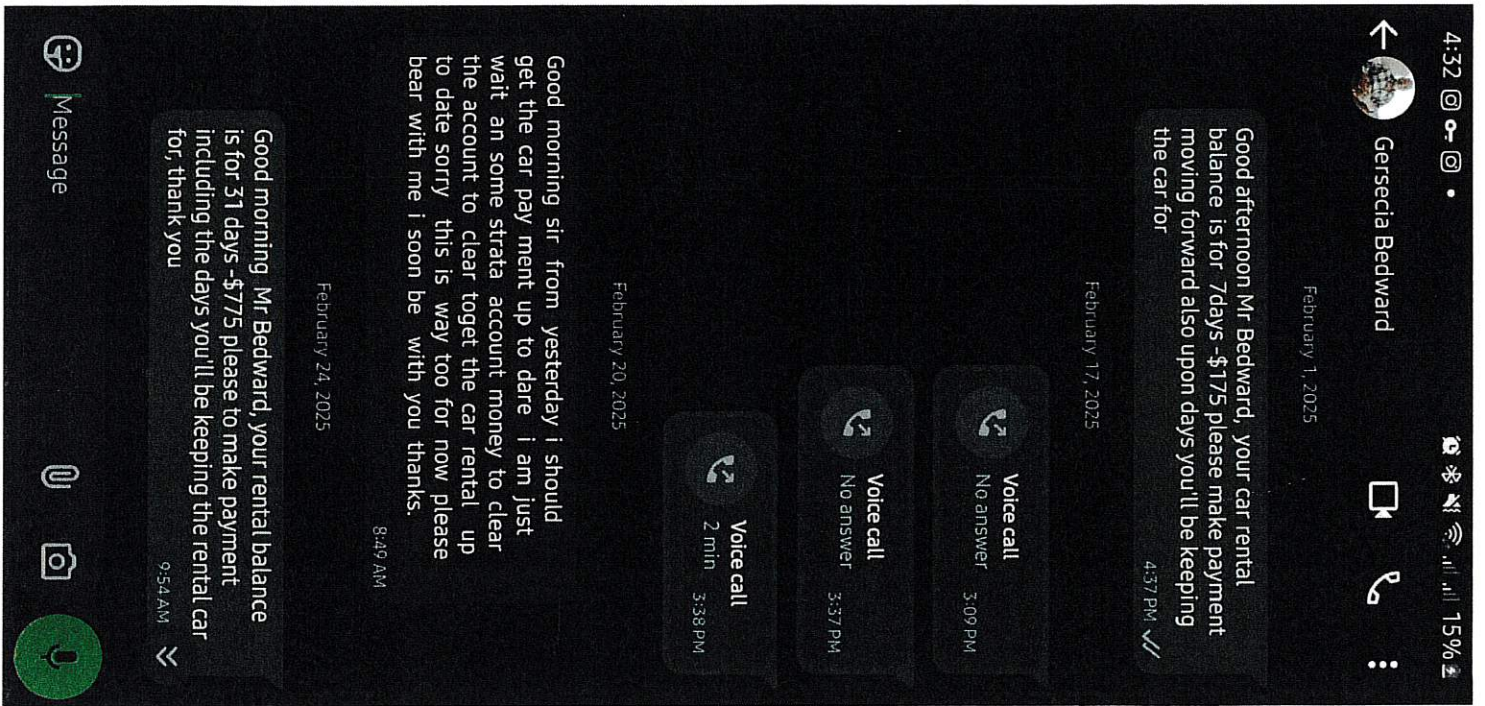 4:32
15%
Gersecia Bedward
February 1, 2025
Good afternoon Mr Bedward, your car rental
balance is for 7days -$175 please make payment
moving forward also upon days you'll be keeping
the car for
4:37 PM
February 17, 2025
Voice call
No answer 3:09 PM
Voice call
No answer 3:37 PM
Voice call
2 min 3:38 PM
February 20, 2025
Good morning sir from yesterday i should
get the car pay ment up to dare i am just
wait an some strata account money to clear
the account to clear toget the car rental up
to date sorry this is way too for now please
bear with me i soon be with you thanks.
8:49 AM
February 24, 2025
Good morning Mr Bedward, your rental balance
is for 31 days -$775 please to make payment
including the days you'll be keeping the rental car
for, thank you
9:54 AM
Message